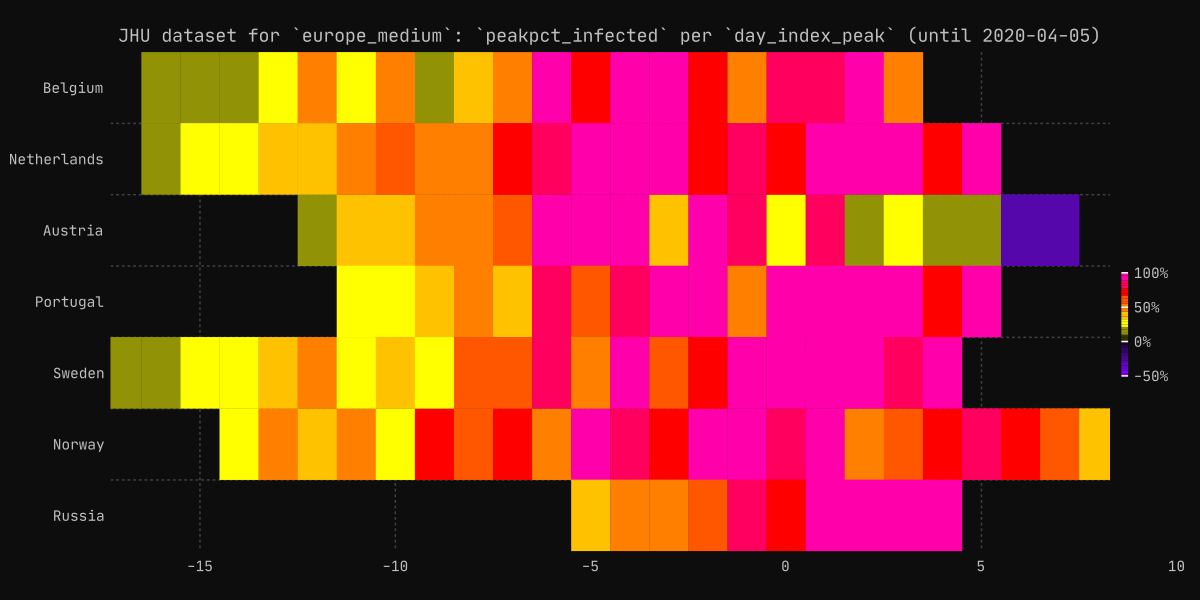 JHU dataset for `europe_medium`: `peakpct_infected` per `day_index_peak` (until 2020-04-05)
Belgium
Netherlands
Austria
Portugal
Sweden
Norway
Russia
100%
50%
0%
-50%
-15
-10
-5
0
5
10